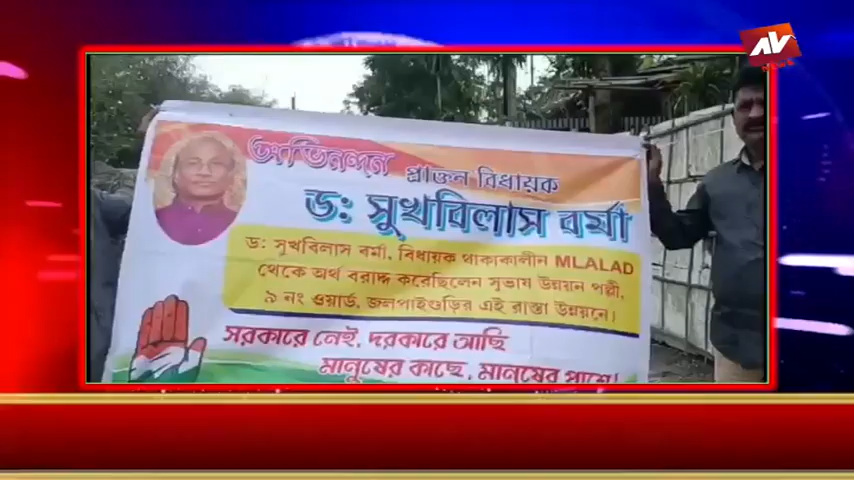 AV
অভিনন্দন
প্রাক্তন বিধায়ক
ড: সুখবিলাস বর্মা
ড: সুখবিলাস বর্মা. বিধায়ক থাকাকালীন MLALAD
থেকে অর্থ বরাদ্দ করেছিলেন সুভাষ উন্নয়ন পল্লী.
৯ নং ওয়ার্ড. জলপাইগুড়ির এই রাস্তা উন্নয়নে।
সরকারে নেই, দরকারে আছি
মানুষের কাছে, মানুষের পাশে!